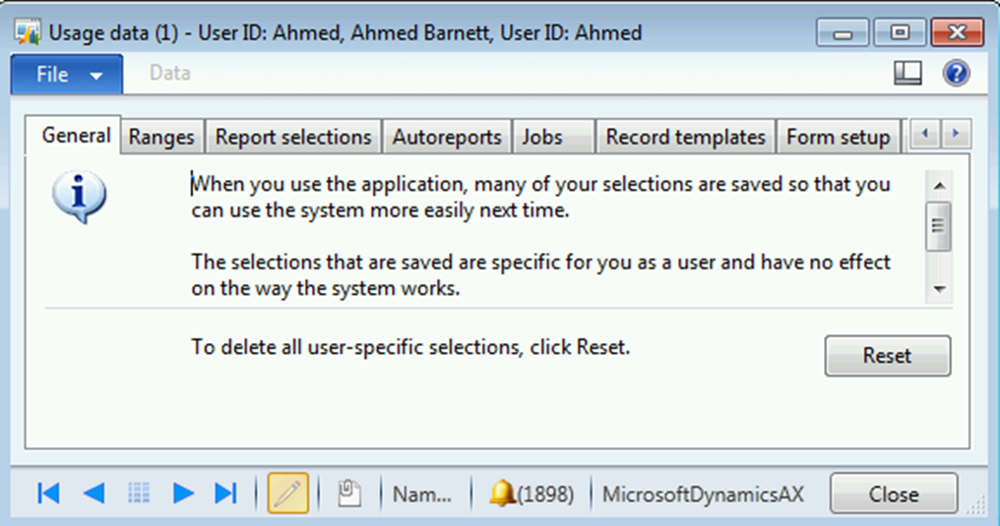 Usage data (1) - User ID: Ahmed, Ahmed Barnett, User ID: Ahmed
File Data
General Ranges Report selections Autoreports Jobs Record templates Form setup
When you use the application, many of your selections are saved so that you
can use the system more easily next time.
The selections that are saved are specific for you as a user and have no effect
on the way the system works.
To delete all user-specific selections, click Reset.
Reset
Nam... (1898) MicrosoftDynamicsAX Close